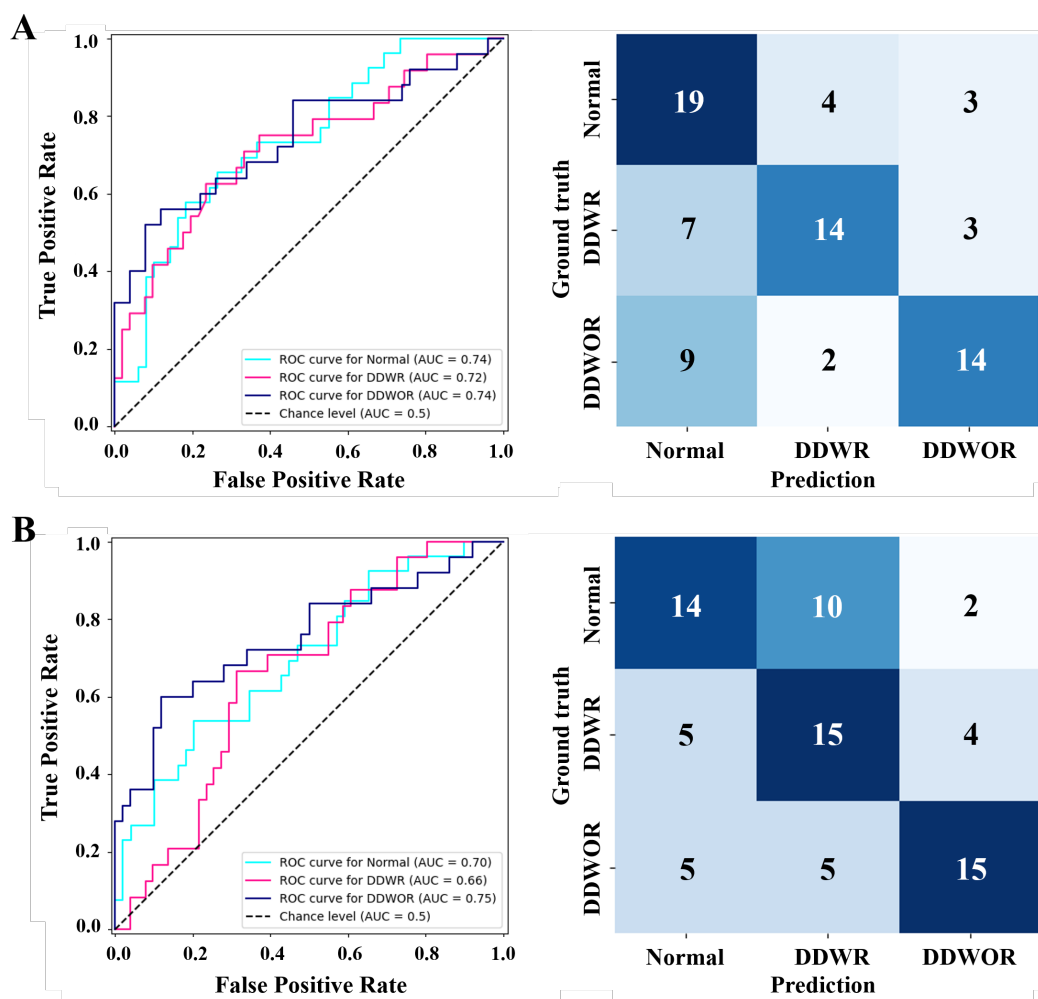 A
1.0
0.8
0.6
0.4
0.2
0.0
True Positive Rate
ROC curve for Normal (AUC = 0.74)
ROC curve for DDWR (AUC = 0.72)
ROC curve for DDWOR (AUC = 0.74)
Chance level (AUC = 0.5)
0.0 0.2 0.4 0.6 0.8 1.0
False Positive Rate
Ground truth
Normal 19 4 3
DDWR 7 14 3
DDWOR 9 2 14
Normal DDWR DDWOR
Prediction
B
1.0
0.8
0.6
0.4
0.2
0.0
True Positive Rate
ROC curve for Normal (AUC = 0.70)
ROC curve for DDWR (AUC = 0.66)
ROC curve for DDWOR (AUC = 0.75)
Chance level (AUC = 0.5)
0.0 0.2 0.4 0.6 0.8 1.0
False Positive Rate
Ground truth
Normal 14 10 2
DDWR 5 15 4
DDWOR 5 5 15
Normal DDWR DDWOR
Prediction